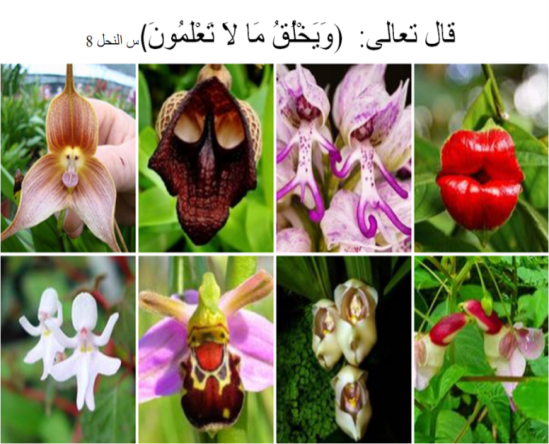 قال تعالى: (وَيَخْلُقُ مَا لاَ تَعْلَمُونَ) س النحل 8